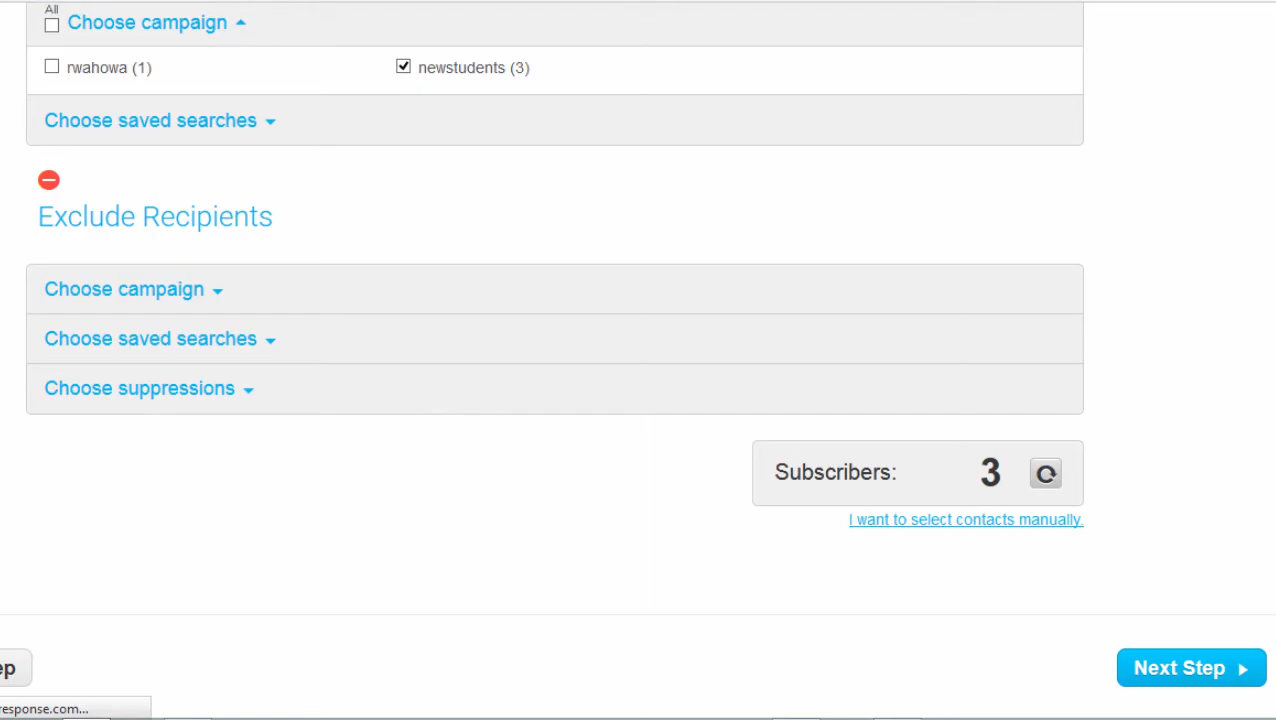 All
Choose campaign
rwahowa (1) newstudents (3)
Choose saved searches
Exclude Recipients
Choose campaign
Choose saved searches
Choose suppressions
Subscribers: 3
I want to select contacts manually.
ep Next Step
response.com...